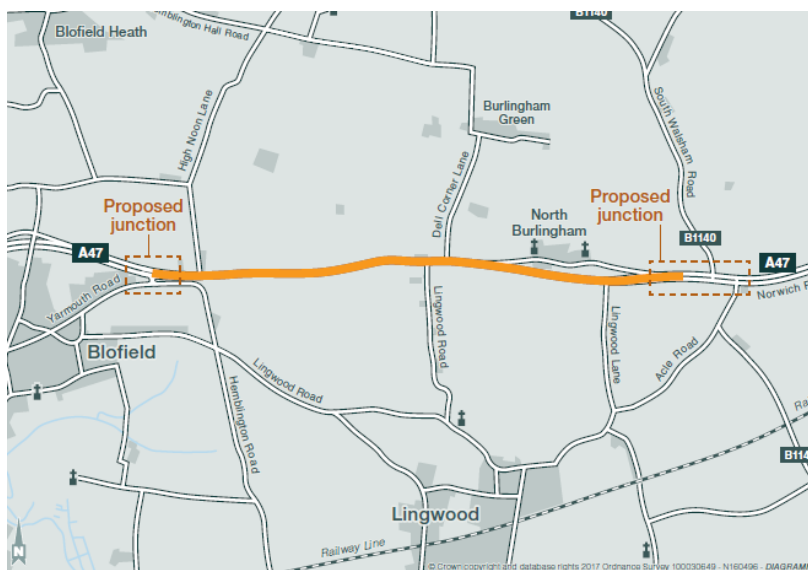 Blofield Heath
Hemblington Hall Road
B1140
High Noon Lane
Burlingham
Green
South Walsham Road
Dell Corner Lane
Proposed
junction
Proposed
junction
North
Burlingham
B1140
A47
A47
Yarmouth Road
Norwich
Blofield
Lingwood Road
Lingwood Road
Lingwood Lane
Acle Road
Hemblington Road
B114
Lingwood
Railway Line
N
© Crown copyright and database rights 2017 Ordnance Survey 100030649 - N160496 - DIAGRAM